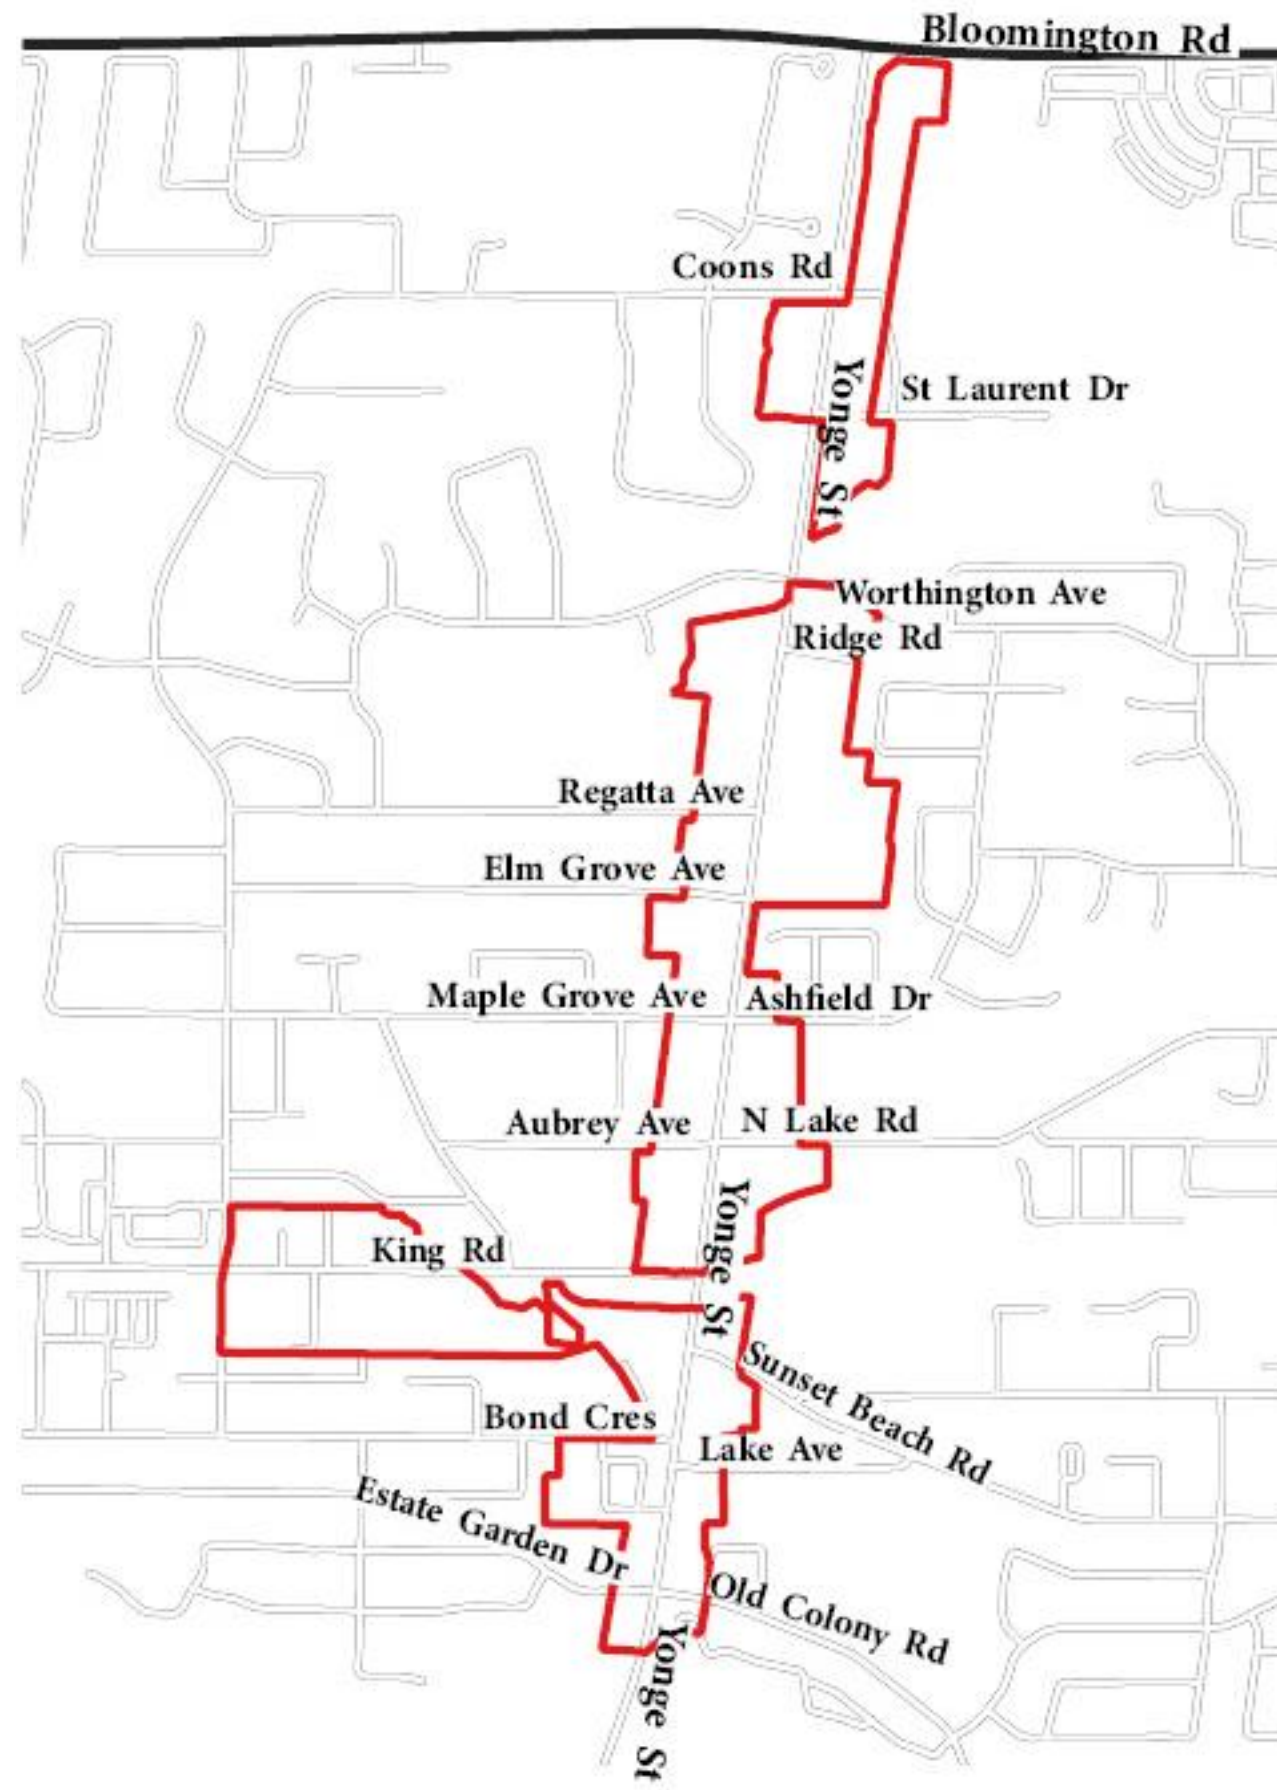 Bloomington Rd
Coons Rd
Yonge St
St Laurent Dr
Worthington Ave
Ridge Rd
Regatta Ave
Elm Grove Ave
Maple Grove Ave
Ashfield Dr
Aubrey Ave
N Lake Rd
Yonge St
King Rd
Sunset Beach Rd
Bond Cres
Lake Ave
Estate Garden Dr
Old Colony Rd
Yonge St